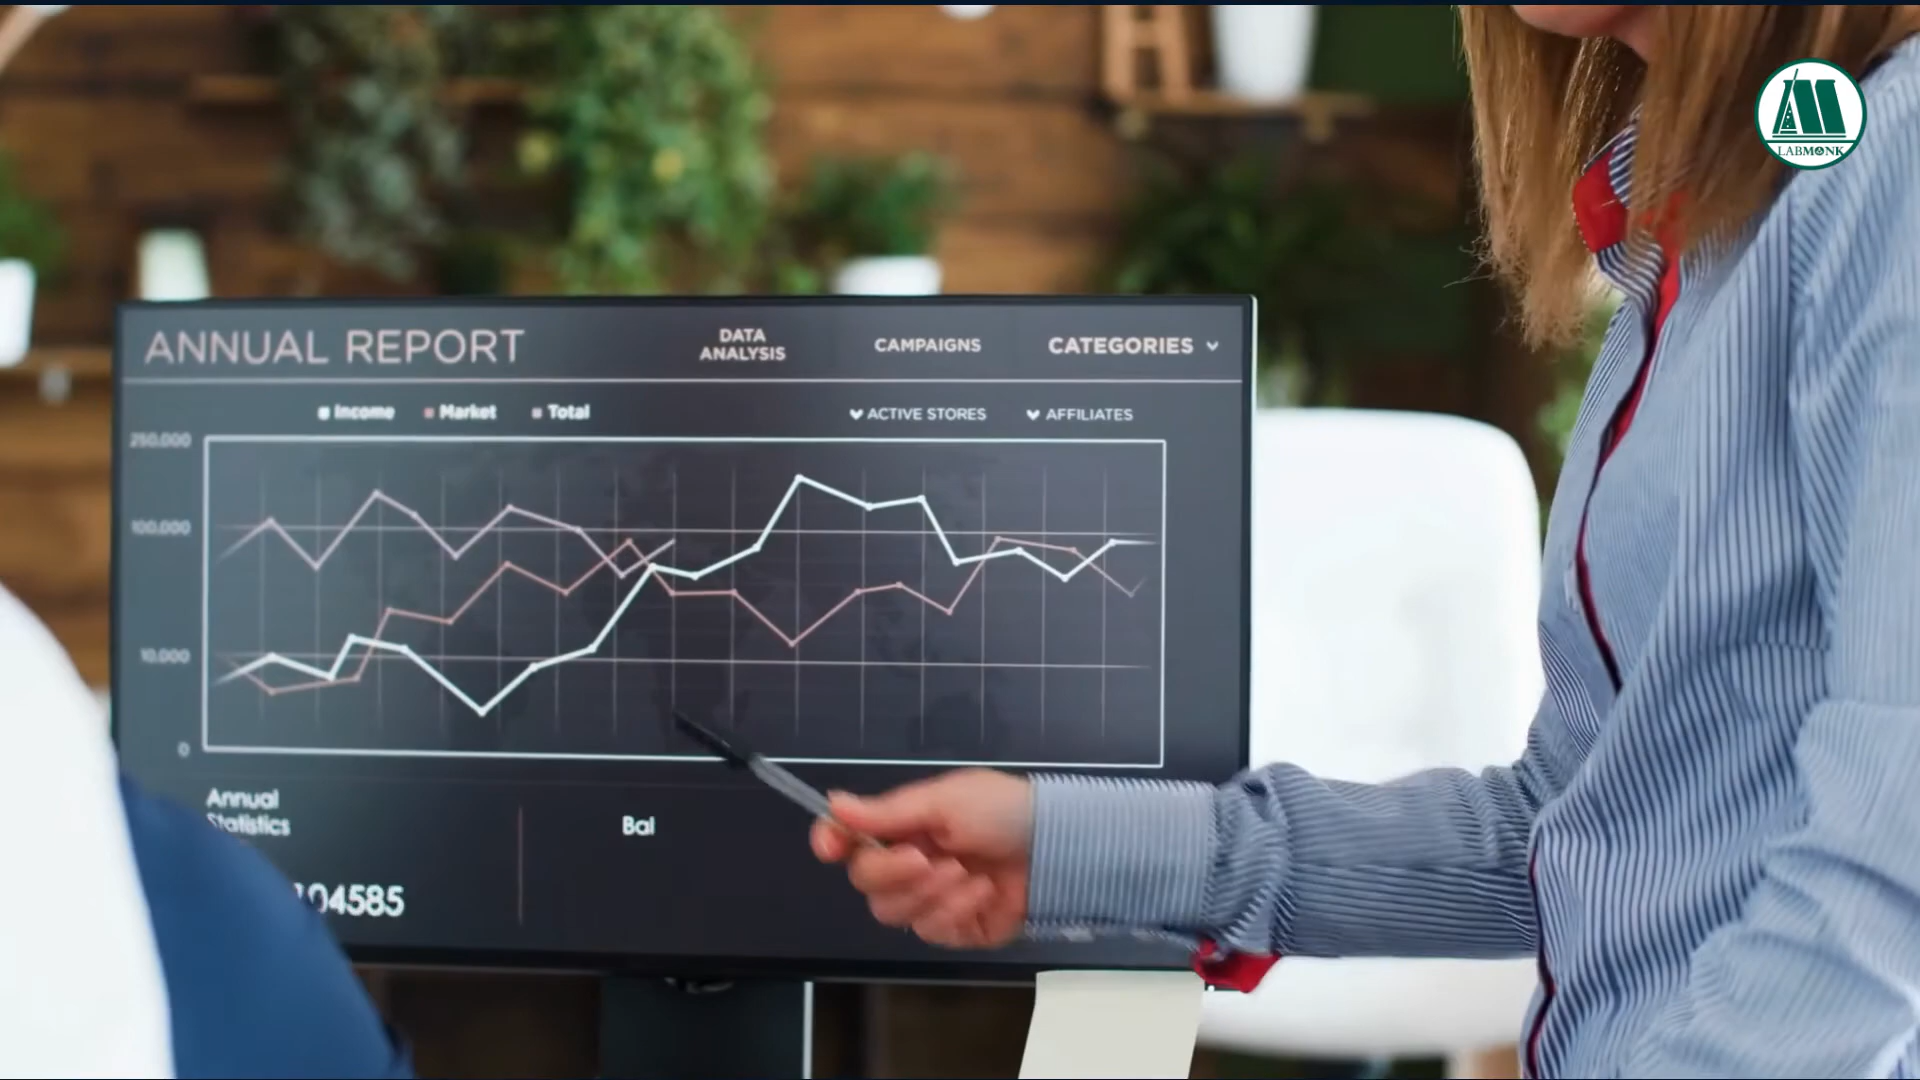 LABMONK
ANNUAL REPORT
DATA
ANALYSIS
CAMPAIGNS
CATEGORIES
Income
Market
Total
ACTIVE STORES
AFFILIATES
250.000
100.000
10.000
0
Annual
Statistics
Bal
04585